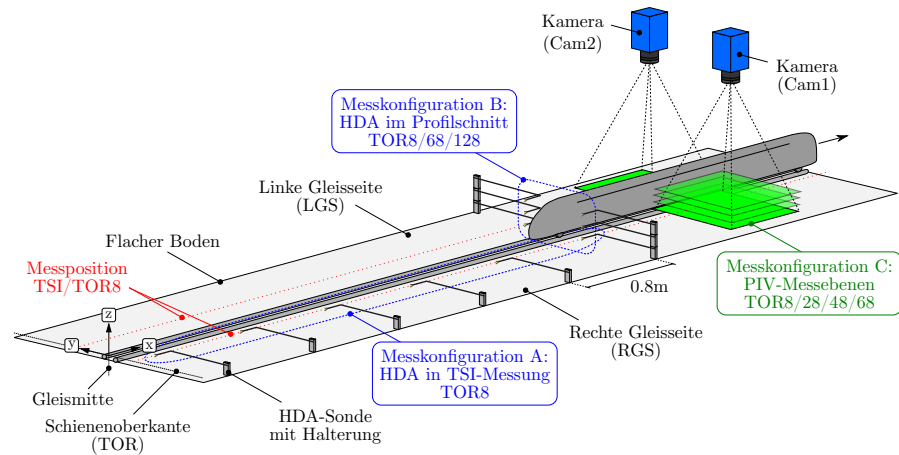 Kamera
(Cam2)
Kamera
(Cam1)
Messkonfiguration B:
HDA im Profilschnitt
TOR8/68/128
Linke Gleisseite
(LGS)
Flacher Boden
Messposition
TSI/TOR8
z
y
x
0.8m
Messkonfiguration C:
PIV-Messebenen
TOR8/28/48/68
Rechte Gleisseite
(RGS)
Messkonfiguration A:
HDA in TSI-Messung
TOR8
Gleismitte
Schienenoberkante
(TOR)
HDA-Sonde
mit Halterung